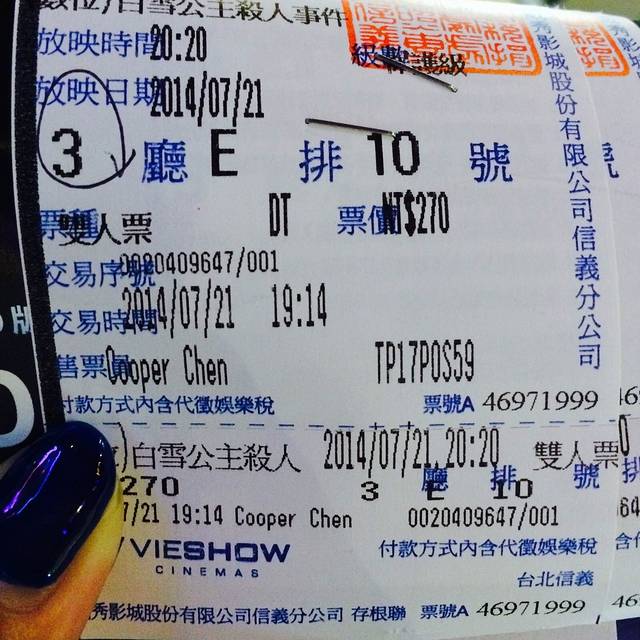 數位)白雪公主殺人事件
放映時間 20:20
級數 保護級
放映日期 2014/07/21
3 廳 E 排 10 號
票種 雙人票 DT 票價 NT$270
交易序號 0020409647/001
交易時間 2014/07/21 19:14
售票員 Cooper Chen TP17POS59
付款方式內含代徵娛樂稅 票號A 46971999
秀影城股份有限公司信義分公司
)白雪公主殺人 2014/07/21,20:20 雙人票
270 3 廳 E 排 10 號
7/21 19:14 Cooper Chen 0020409647/001
VIESHOW
CINEMAS
付款方式內含代徵娛樂稅
台北信義
秀影城股份有限公司信義分公司 存根聯 票號A 46971999